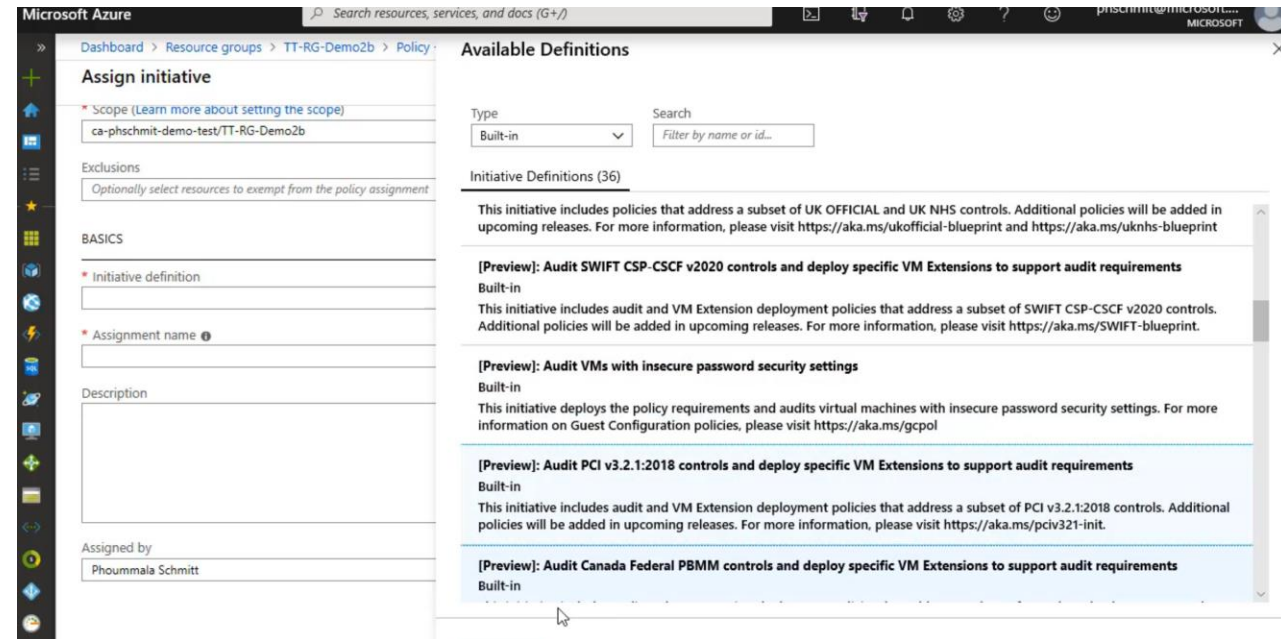 Microsoft Azure
Search resources, services, and docs (G+/)
phschmit@microsoft....
MICROSOFT
Dashboard > Resource groups > TT-RG-Demo2b > Policy
Assign initiative
* Scope (Learn more about setting the scope)
ca-phschmit-demo-test/TT-RG-Demo2b
Exclusions
Optionally select resources to exempt from the policy assignment
BASICS
* Initiative definition
* Assignment name
Description
Assigned by
Phoummala Schmitt
Available Definitions
Type
Built-in
Search
Filter by name or id...
Initiative Definitions (36)
This initiative includes policies that address a subset of UK OFFICIAL and UK NHS controls. Additional policies will be added in
upcoming releases. For more information, please visit https://aka.ms/ukofficial-blueprint and https://aka.ms/uknhs-blueprint
[Preview]: Audit SWIFT CSP-CSCF v2020 controls and deploy specific VM Extensions to support audit requirements
Built-in
This initiative includes audit and VM Extension deployment policies that address a subset of SWIFT CSP-CSCF v2020 controls.
Additional policies will be added in upcoming releases. For more information, please visit https://aka.ms/SWIFT-blueprint.
[Preview]: Audit VMs with insecure password security settings
Built-in
This initiative deploys the policy requirements and audits virtual machines with insecure password security settings. For more
information on Guest Configuration policies, please visit https://aka.ms/gcpol
[Preview]: Audit PCI v3.2.1:2018 controls and deploy specific VM Extensions to support audit requirements
Built-in
This initiative includes audit and VM Extension deployment policies that address a subset of PCI v3.2.1:2018 controls. Additional
policies will be added in upcoming releases. For more information, please visit https://aka.ms/pciv321-init.
[Preview]: Audit Canada Federal PBMM controls and deploy specific VM Extensions to support audit requirements
Built-in